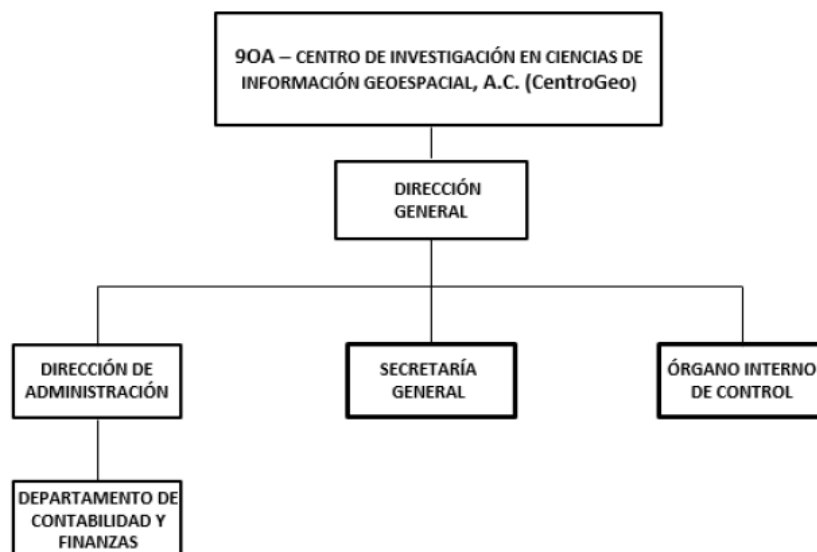 9OA – CENTRO DE INVESTIGACIÓN EN CIENCIAS DE
INFORMACIÓN GEOESPACIAL, A.C. (CentroGeo)
DIRECCIÓN
GENERAL
DIRECCIÓN DE
ADMINISTRACIÓN
SECRETARÍA
GENERAL
ÓRGANO INTERNO
DE CONTROL
DEPARTAMENTO DE
CONTABILIDAD Y
FINANZAS